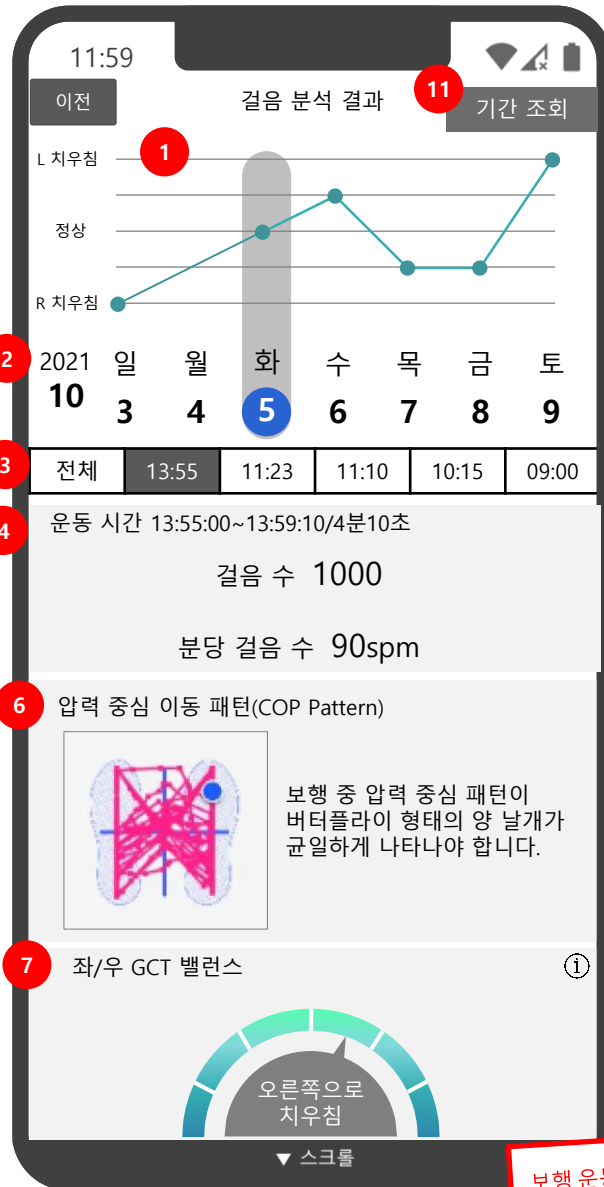 11:59
이전
걸음 분석 결과
11
기간 조회
L 치우침
1
정상
R 치우침
2
2021
10
일 월 화 수 목 금 토
3 4 5 6 7 8 9
3
전체 13:55 11:23 11:10 10:15 09:00
4
운동 시간 13:55:00~13:59:10/4분10초
걸음 수 1000
분당 걸음 수 90spm
6
압력 중심 이동 패턴(COP Pattern)
보행 중 압력 중심 패턴이
버터플라이 형태의 양 날개가
균일하게 나타나야 합니다.
7
좌/우 GCT 밸런스
i
오른쪽으로
치우침
▼ 스크롤
보행